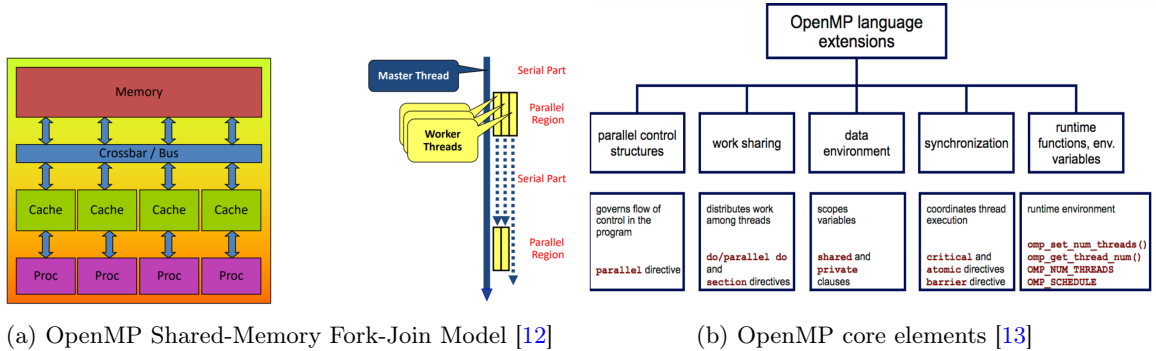 Memory
Crossbar / Bus
Cache Cache Cache Cache
Proc Proc Proc Proc
Master Thread
Worker
Threads
Serial Part
Parallel
Region
Serial Part
Parallel
Region
(a) OpenMP Shared-Memory Fork-Join Model [12]
OpenMP language
extensions
parallel control
structures
work sharing
data
environment
synchronization
runtime
functions, env.
variables
governs flow of
control in the
program
parallel directive
distributes work
among threads
do/parallel do
and
section directives
scopes
variables
shared and
private
clauses
coordinates thread
execution
critical and
atomic directives
barrier directive
runtime environment
omp_set_num_threads()
omp_get_thread_num()
OMP_NUM_THREADS
OMP_SCHEDULE
(b) OpenMP core elements [13]